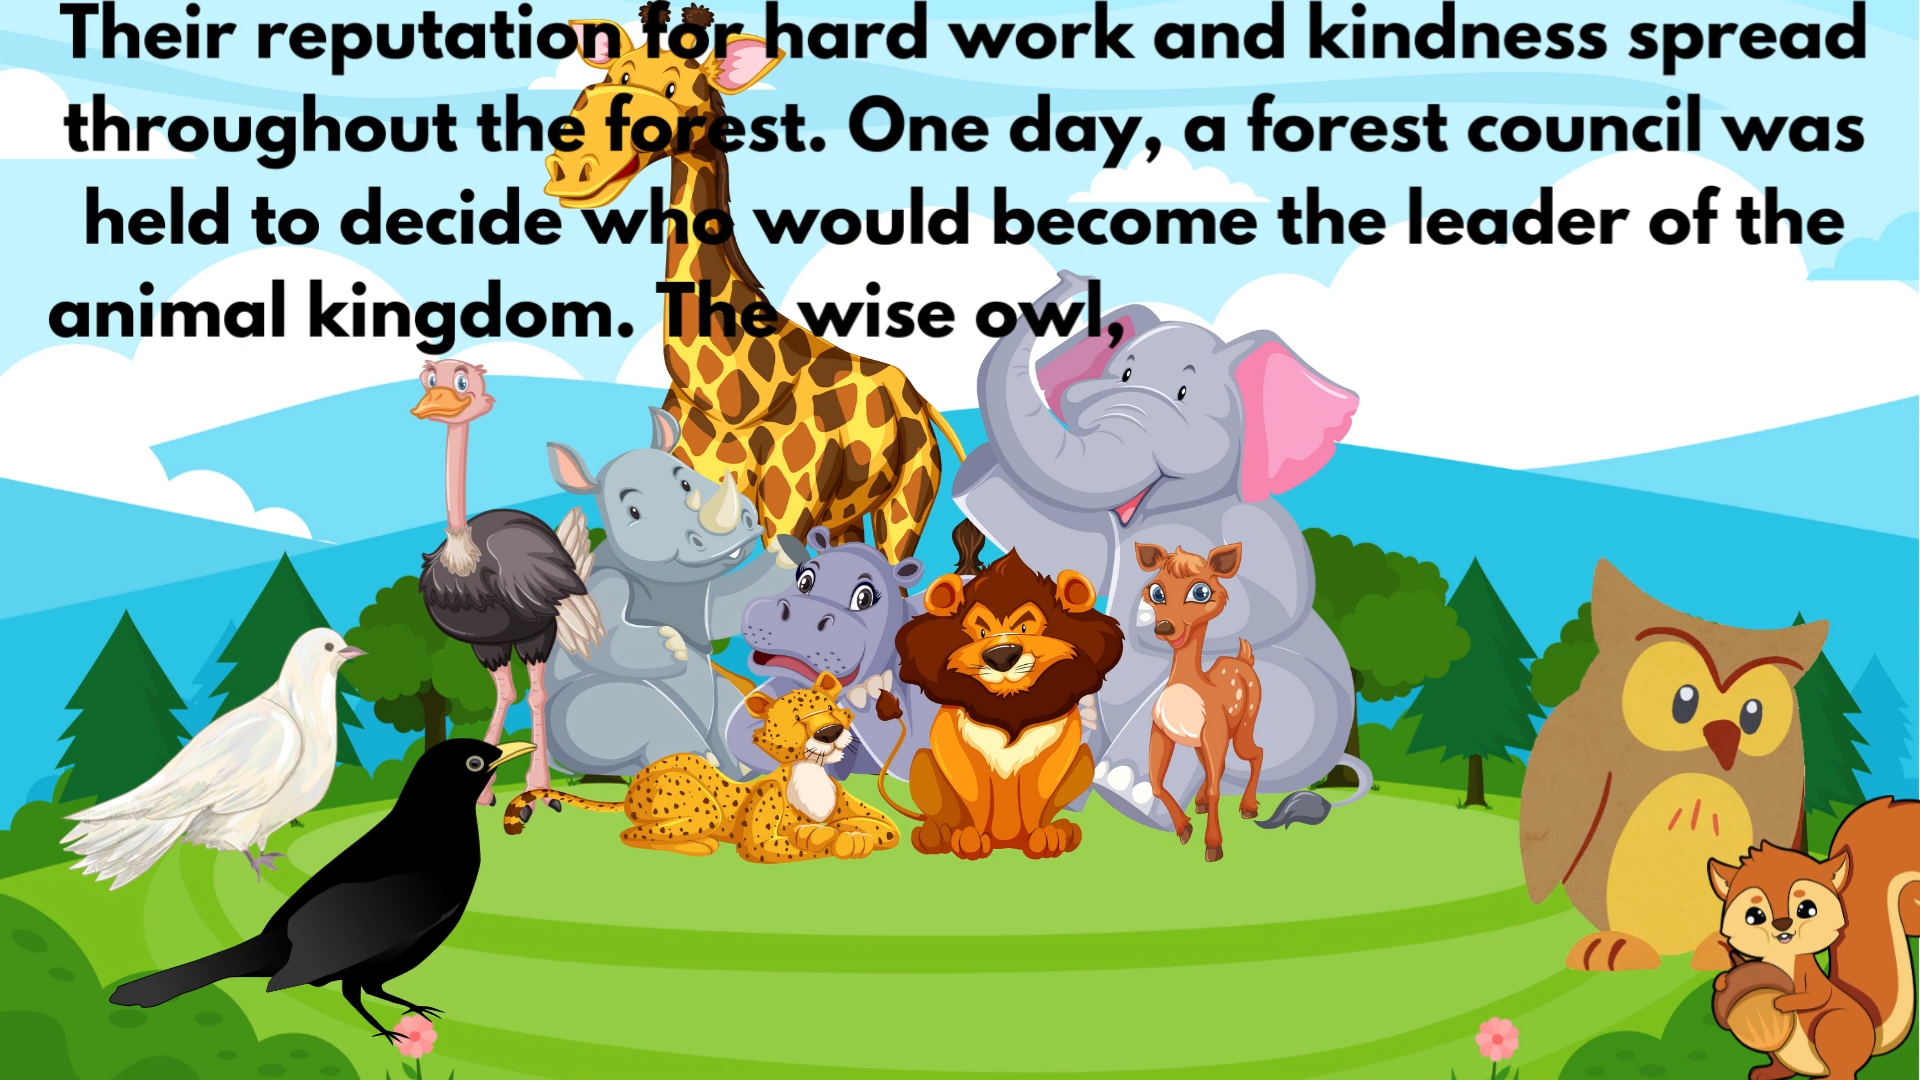 Their reputation for hard work and kindness spread
throughout the forest. One day, a forest council was
held to decide who would become the leader of the
animal kingdom. The wise owl,